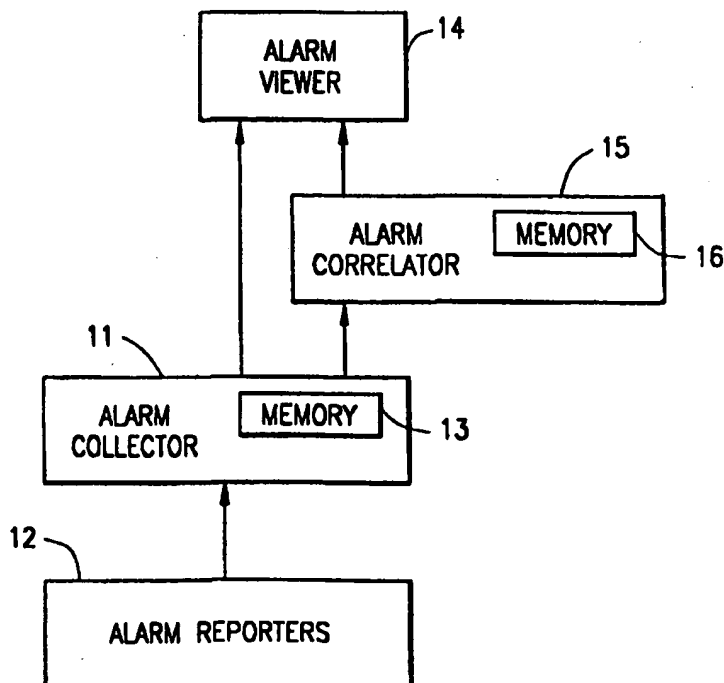 14
ALARM
VIEWER
15
ALARM
CORRELATOR
MEMORY
16
11
ALARM
COLLECTOR
MEMORY
13
12
ALARM REPORTERS